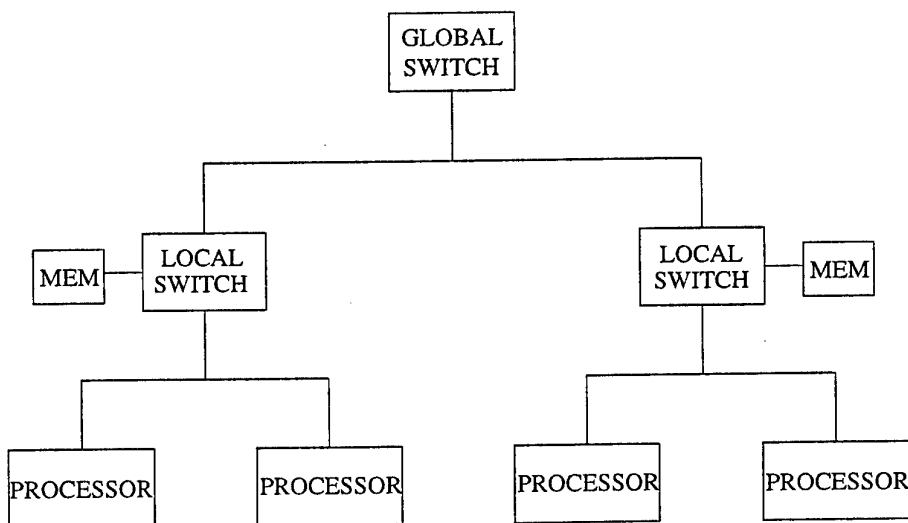 GLOBAL
SWITCH
LOCAL
SWITCH
MEM
LOCAL
SWITCH
MEM
PROCESSOR
PROCESSOR
PROCESSOR
PROCESSOR